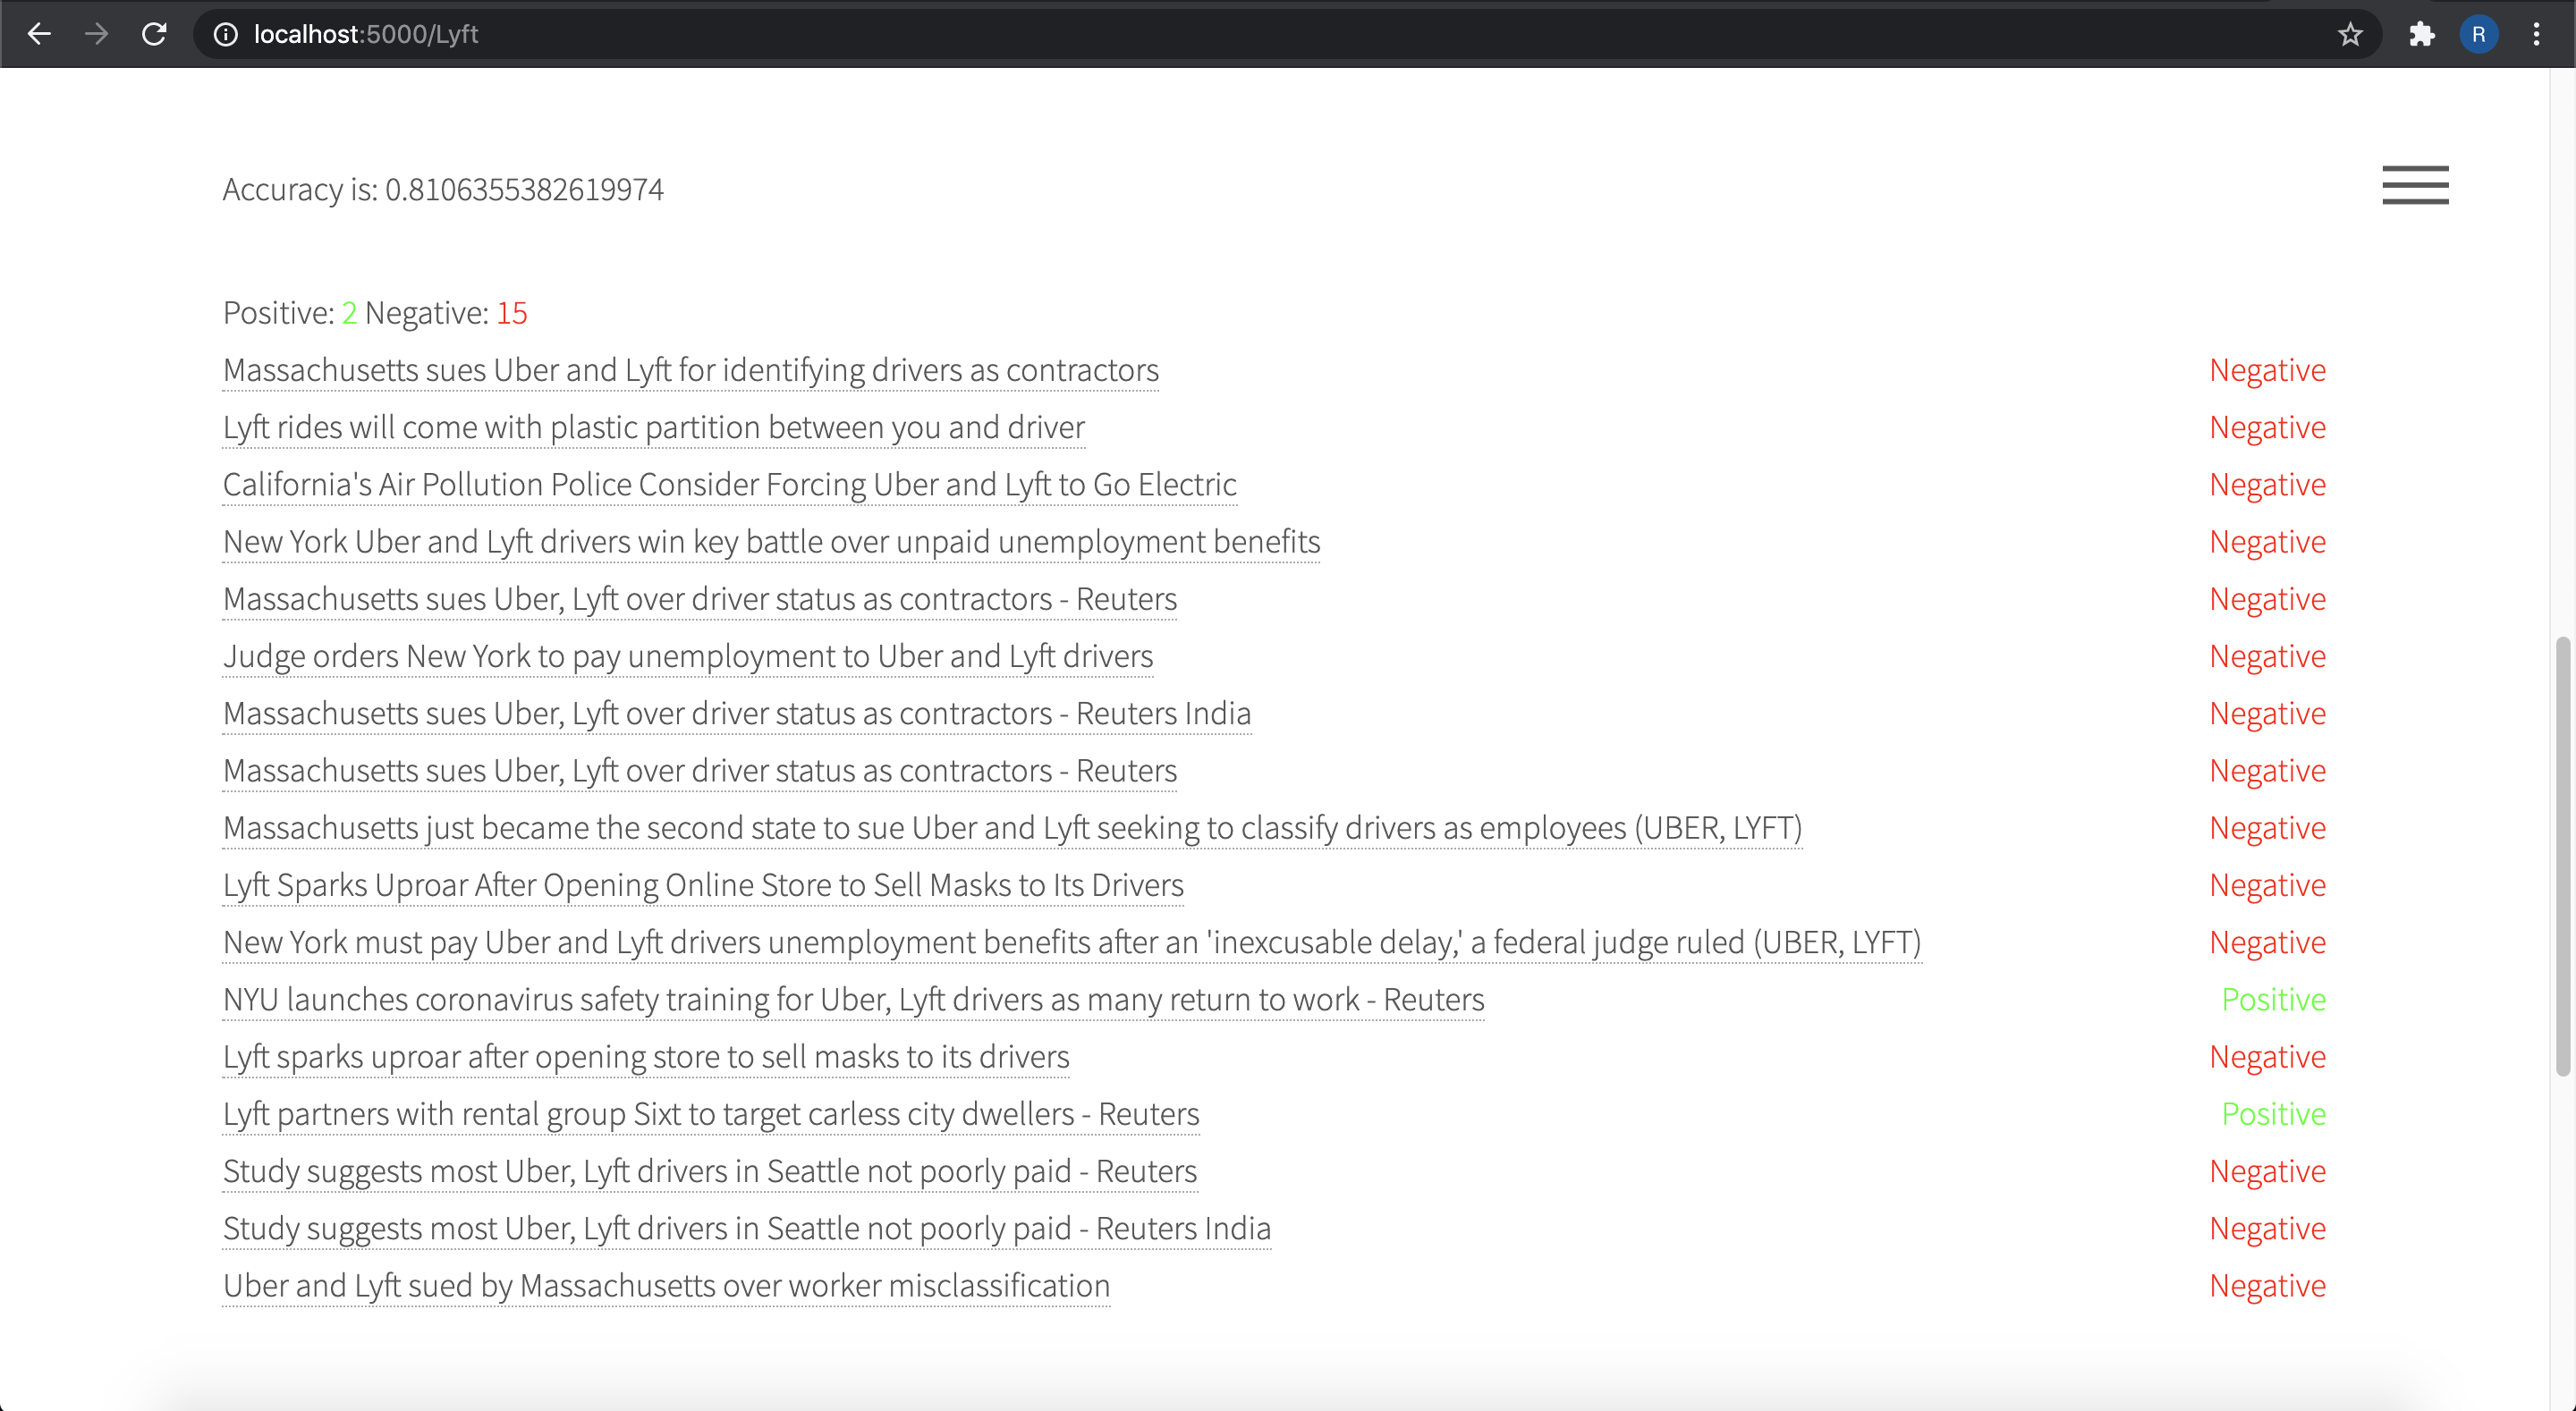 localhost:5000/Lyft
R
Accuracy is: 0.8106355382619974
Positive: 2 Negative: 15
Massachusetts sues Uber and Lyft for identifying drivers as contractors Negative
Lyft rides will come with plastic partition between you and driver Negative
California's Air Pollution Police Consider Forcing Uber and Lyft to Go Electric Negative
New York Uber and Lyft drivers win key battle over unpaid unemployment benefits Negative
Massachusetts sues Uber, Lyft over driver status as contractors - Reuters Negative
Judge orders New York to pay unemployment to Uber and Lyft drivers Negative
Massachusetts sues Uber, Lyft over driver status as contractors - Reuters India Negative
Massachusetts sues Uber, Lyft over driver status as contractors - Reuters Negative
Massachusetts just became the second state to sue Uber and Lyft seeking to classify drivers as employees (UBER, LYFT) Negative
Lyft Sparks Uproar After Opening Online Store to Sell Masks to Its Drivers Negative
New York must pay Uber and Lyft drivers unemployment benefits after an 'inexcusable delay,' a federal judge ruled (UBER, LYFT) Negative
NYU launches coronavirus safety training for Uber, Lyft drivers as many return to work - Reuters Positive
Lyft sparks uproar after opening store to sell masks to its drivers Negative
Lyft partners with rental group Sixt to target carless city dwellers - Reuters Positive
Study suggests most Uber, Lyft drivers in Seattle not poorly paid - Reuters Negative
Study suggests most Uber, Lyft drivers in Seattle not poorly paid - Reuters India Negative
Uber and Lyft sued by Massachusetts over worker misclassification Negative